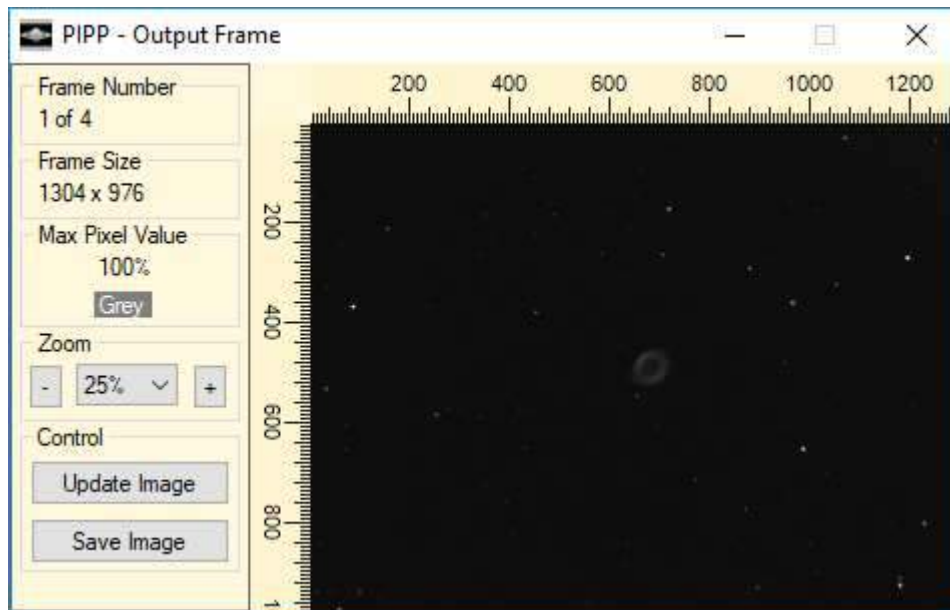 PIPP - Output Frame
Frame Number
1 of 4
Frame Size
1304 x 976
Max Pixel Value
100%
Grey
Zoom
- 25% +
Control
Update Image
Save Image
200 400 600 800 1000 1200
200
400
600
800
1